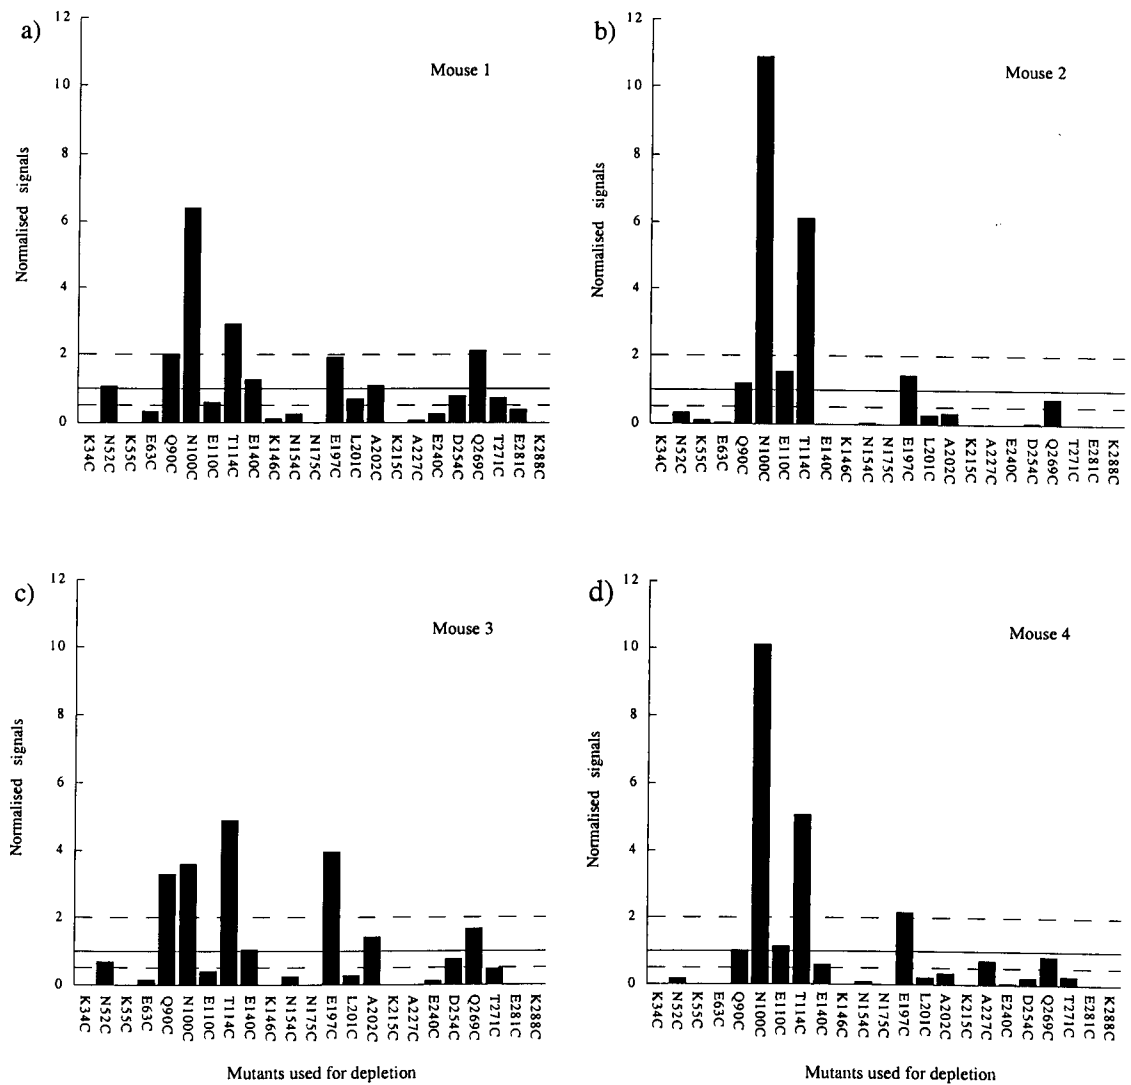 a)
Mouse 1
Normalised signals
12
10
8
6
4
2
0
K34C N52C K55C E63C Q90C N100C E110C T114C E140C K146C N154C N175C E197C L201C A202C K215C A227C E240C D254C Q269C T271C E281C K288C
b)
Mouse 2
Normalised signals
12
10
8
6
4
2
0
K34C N52C K55C E63C Q90C N100C E110C T114C E140C K146C N154C N175C E197C L201C A202C K215C A227C E240C D254C Q269C T271C E281C K288C
c)
Mouse 3
Normalised signals
12
10
8
6
4
2
0
K34C N52C K55C E63C Q90C N100C E110C T114C E140C K146C N154C N175C E197C L201C A202C K215C A227C E240C D254C Q269C T271C E281C K288C
Mutants used for depletion
d)
Mouse 4
Normalised signals
12
10
8
6
4
2
0
K34C N52C K55C E63C Q90C N100C E110C T114C E140C K146C N154C N175C E197C L201C A202C K215C A227C E240C D254C Q269C T271C E281C K288C
Mutants used for depletion